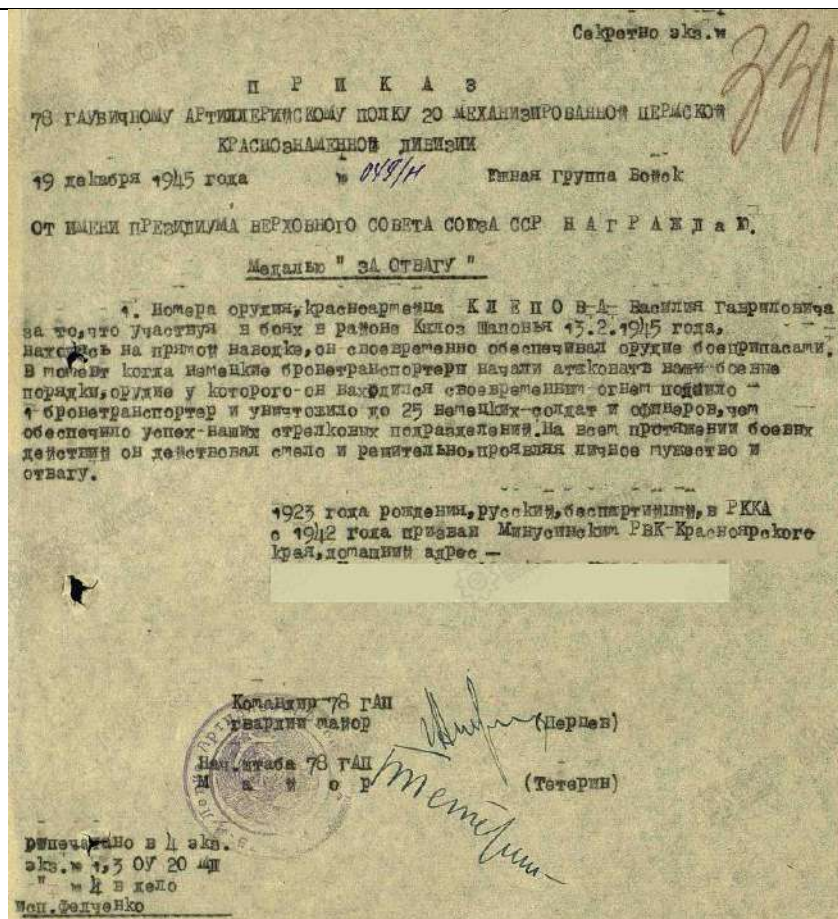 Секретно экз.№
331
П Р И К А З
78 ГАУБИЧНОМУ АРТИЛЛЕРИЙСКОМУ ПОЛКУ 20 МЕХАНИЗИРОВАННОЙ ПЕРМСКОЙ
КРАСНОЗНАМЕННОЙ ДИВИЗИИ
19 декабря 1945 года № 049/н Южная Группа Войск
ОТ ИМЕНИ ПРЕЗИДИУМА ВЕРХОВНОГО СОВЕТА СОЮЗА ССР Н А Г Р А Ж Д а Ю.
Медалью " ЗА ОТВАГУ "
1. Номера орудия,красноармейца К Л Е П О В А Василия Гавриловича
за то,что участвуя в боях в районе Киллоз Шаповья 13.2.1945 года,
находясь на прямой наводке,он своевременно обеспечивал орудие боеприпасами.
В момент когда немецкие бронетранспортеры начали атаковать наши боевые
порядки,орудие у которого он находился своевременным огнем подбило
1 бронетранспортер и уничтожило до 25 немецких солдат и офицеров,чем
обеспечило успех наших стрелковых подразделений.На всем протяжении боевых
действий он действовал смело и решительно,проявляя личное мужество и
отвагу.
1923 года рождения,русский,беспартийный,в РККА
с 1942 года призван Минусинским РВК-Красноярского
края,домашний адрес —
Командир 78 ГАП
гвардии майор (Перцев)
Нач.штаба 78 ГАП
М а й о р (Тетерин)
Тетерин
Отпечатано в 4 экз.
экз.№ 1,3 ОУ 20 МД
" № 4 в дело
Исп.Федченко